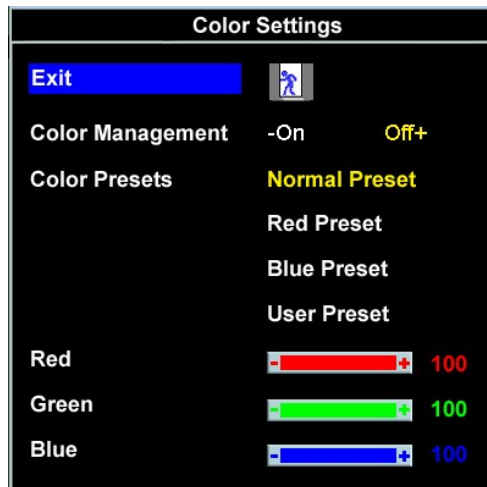 Color Settings
Exit
Color Management -On Off+
Color Presets Normal Preset
Red Preset
Blue Preset
User Preset
Red - + 100
Green - + 100
Blue - + 100